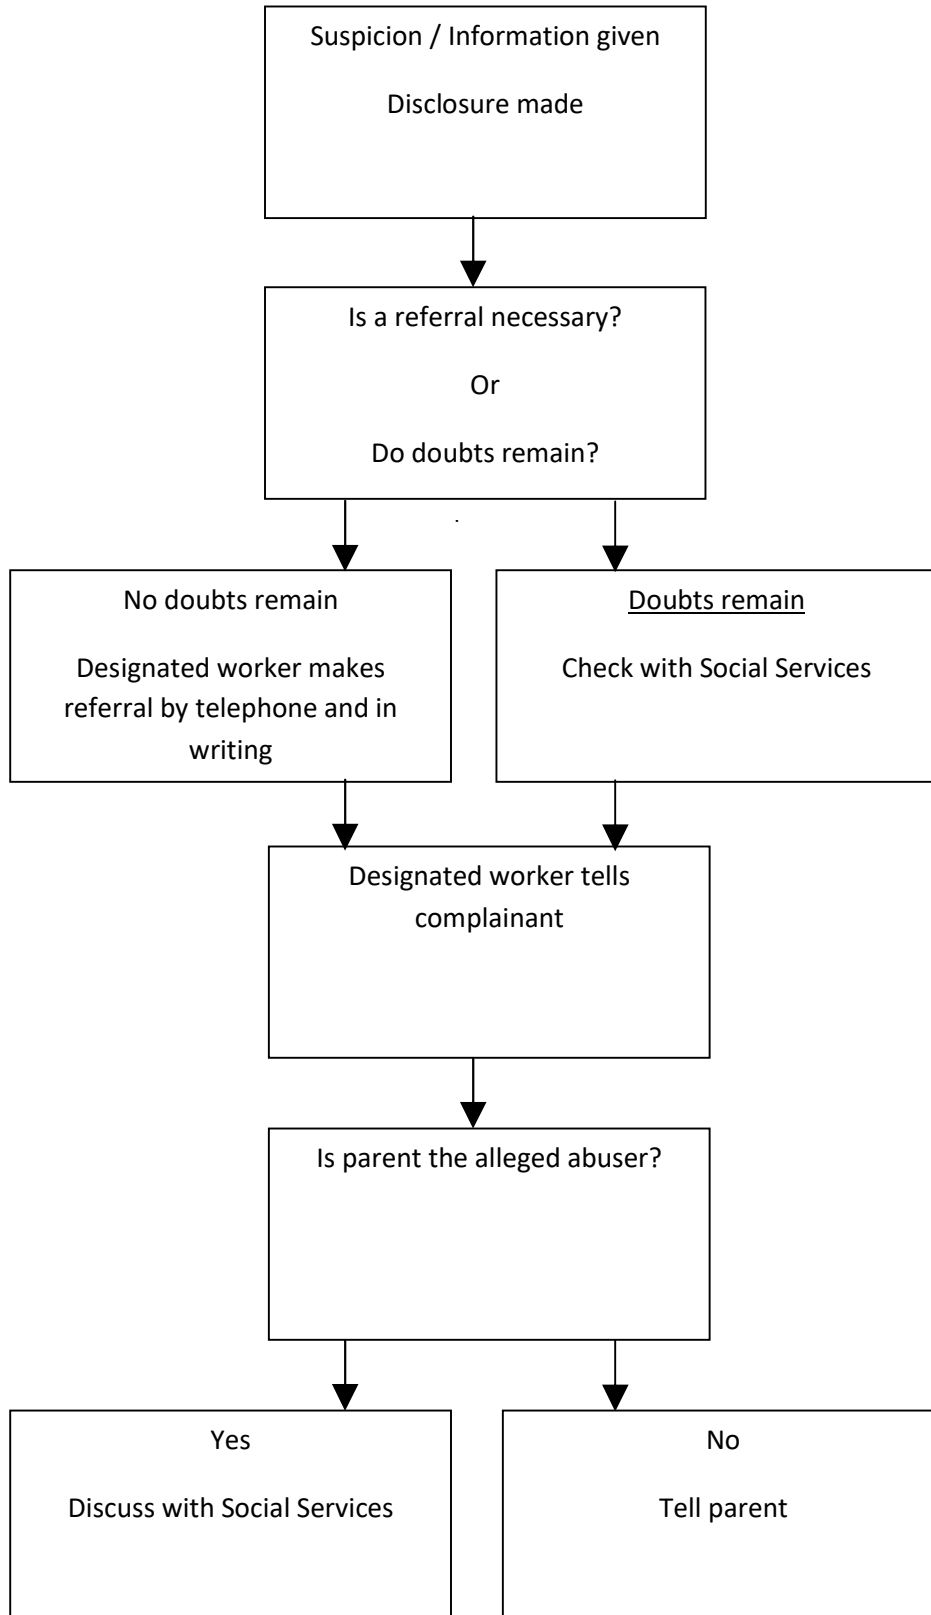 Suspicion / Information given
Disclosure made
Is a referral necessary?
Or
Do doubts remain?
.
No doubts remain
Designated worker makes
referral by telephone and in
writing
Doubts remain
Check with Social Services
Designated worker tells
complainant
Is parent the alleged abuser?
Yes
Discuss with Social Services
No
Tell parent